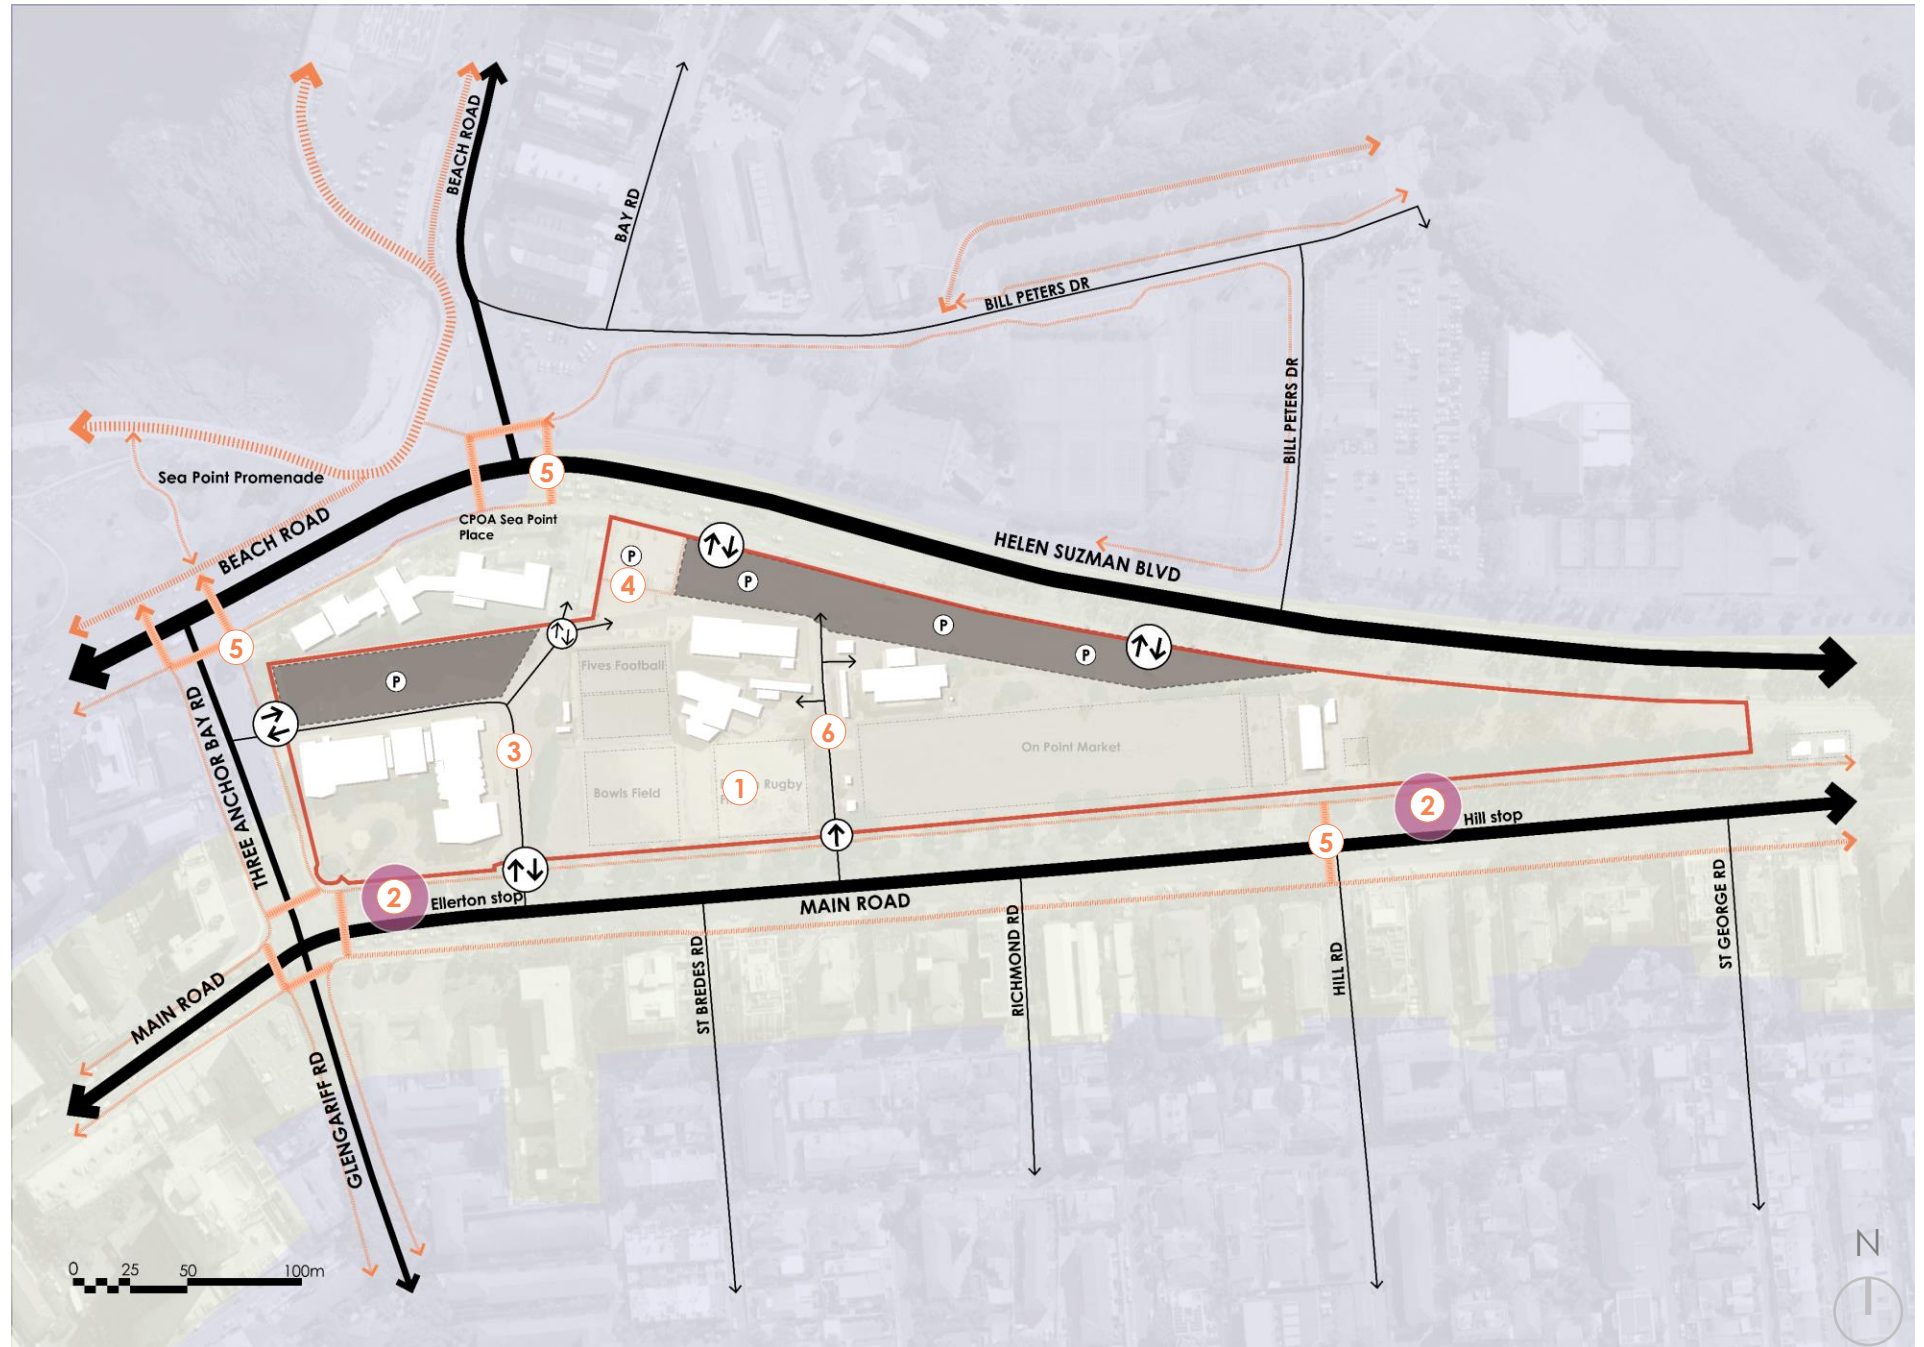 BEACH ROAD
BAY RD
BILL PETERS DR
BILL PETERS DR
Sea Point Promenade
BEACH ROAD
5
CPOA Sea Point
Place
HELEN SUZMAN BLVD
P
4
P
P
P
5
P
Fives Football
THREE ANCHOR BAY RD
3
6
On Point Market
Bowls Field
1
Rugby
2
Hill stop
5
2
Ellerton stop
MAIN ROAD
MAIN ROAD
ST BREDES RD
RICHMOND RD
HILL RD
ST GEORGE RD
GLENGARIFF RD
0 25 50 100m
N